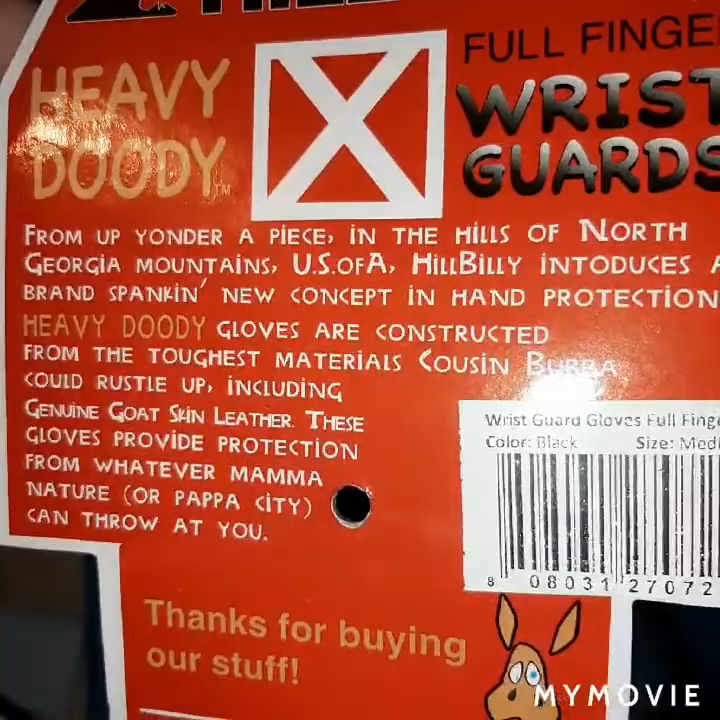 HEAVY DOODY™
FULL FINGE
WRIST GUARDS
FROM UP YONDER A PIECE, IN THE HILLS OF NORTH
GEORGIA MOUNTAINS, U.S.OFA, HILLBILLY INTODUCES A
BRAND SPANKIN' NEW CONCEPT IN HAND PROTECTION
HEAVY DOODY GLOVES ARE CONSTRUCTED
FROM THE TOUGHEST MATERIALS COUSIN BUBBA
COULD RUSTLE UP, INCLUDING
GENUINE GOAT SKIN LEATHER. THESE
GLOVES PROVIDE PROTECTION
FROM WHATEVER MAMMA
NATURE (OR PAPPA CITY)
CAN THROW AT YOU.
Wrist Guard Gloves Full Finge
Color: Black Size: Medi
8 08031 27072
Thanks for buying
our stuff!
MYMOVIE